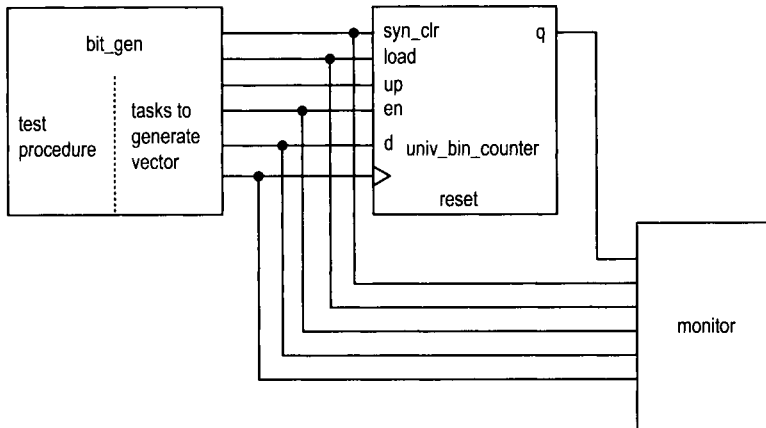 bit_gen
test
procedure
tasks to
generate
vector
syn_clr
load
up
en
d
q
univ_bin_counter
reset
monitor